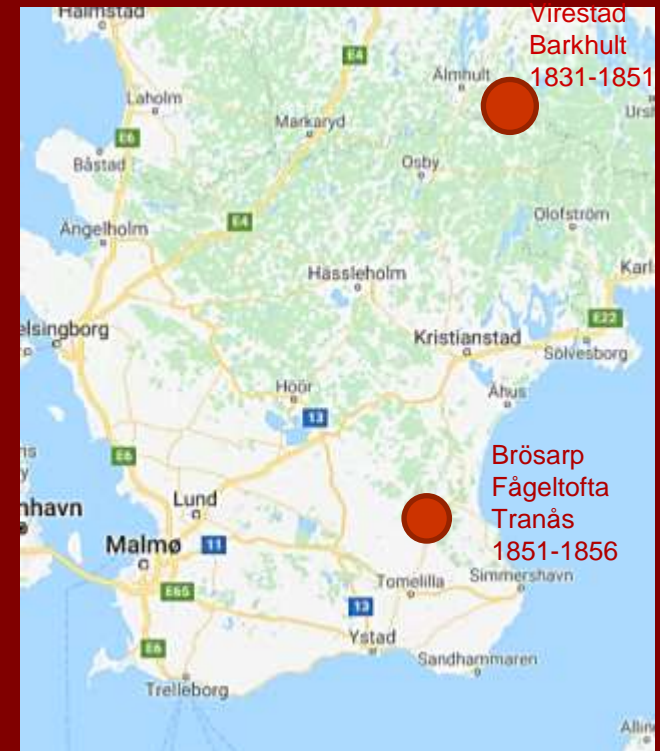 Virestad
Barkhult
1831-1851
Halmstad
E4
Älmhult
Laholm
Markaryd
E6
Båstad
Osby
Ängelholm
E4
Olofström
Hässleholm
Karl
elsingborg
Kristianstad
E22
Sölvesborg
Höör
Åhus
13
E6
Brösarp
Fågeltofta
Tranås
1851-1856
nhavn
Lund
Malmø
11
Tomelilla
Simmershavn
E65
13
Ystad
E6
Sandhammaren
Trelleborg